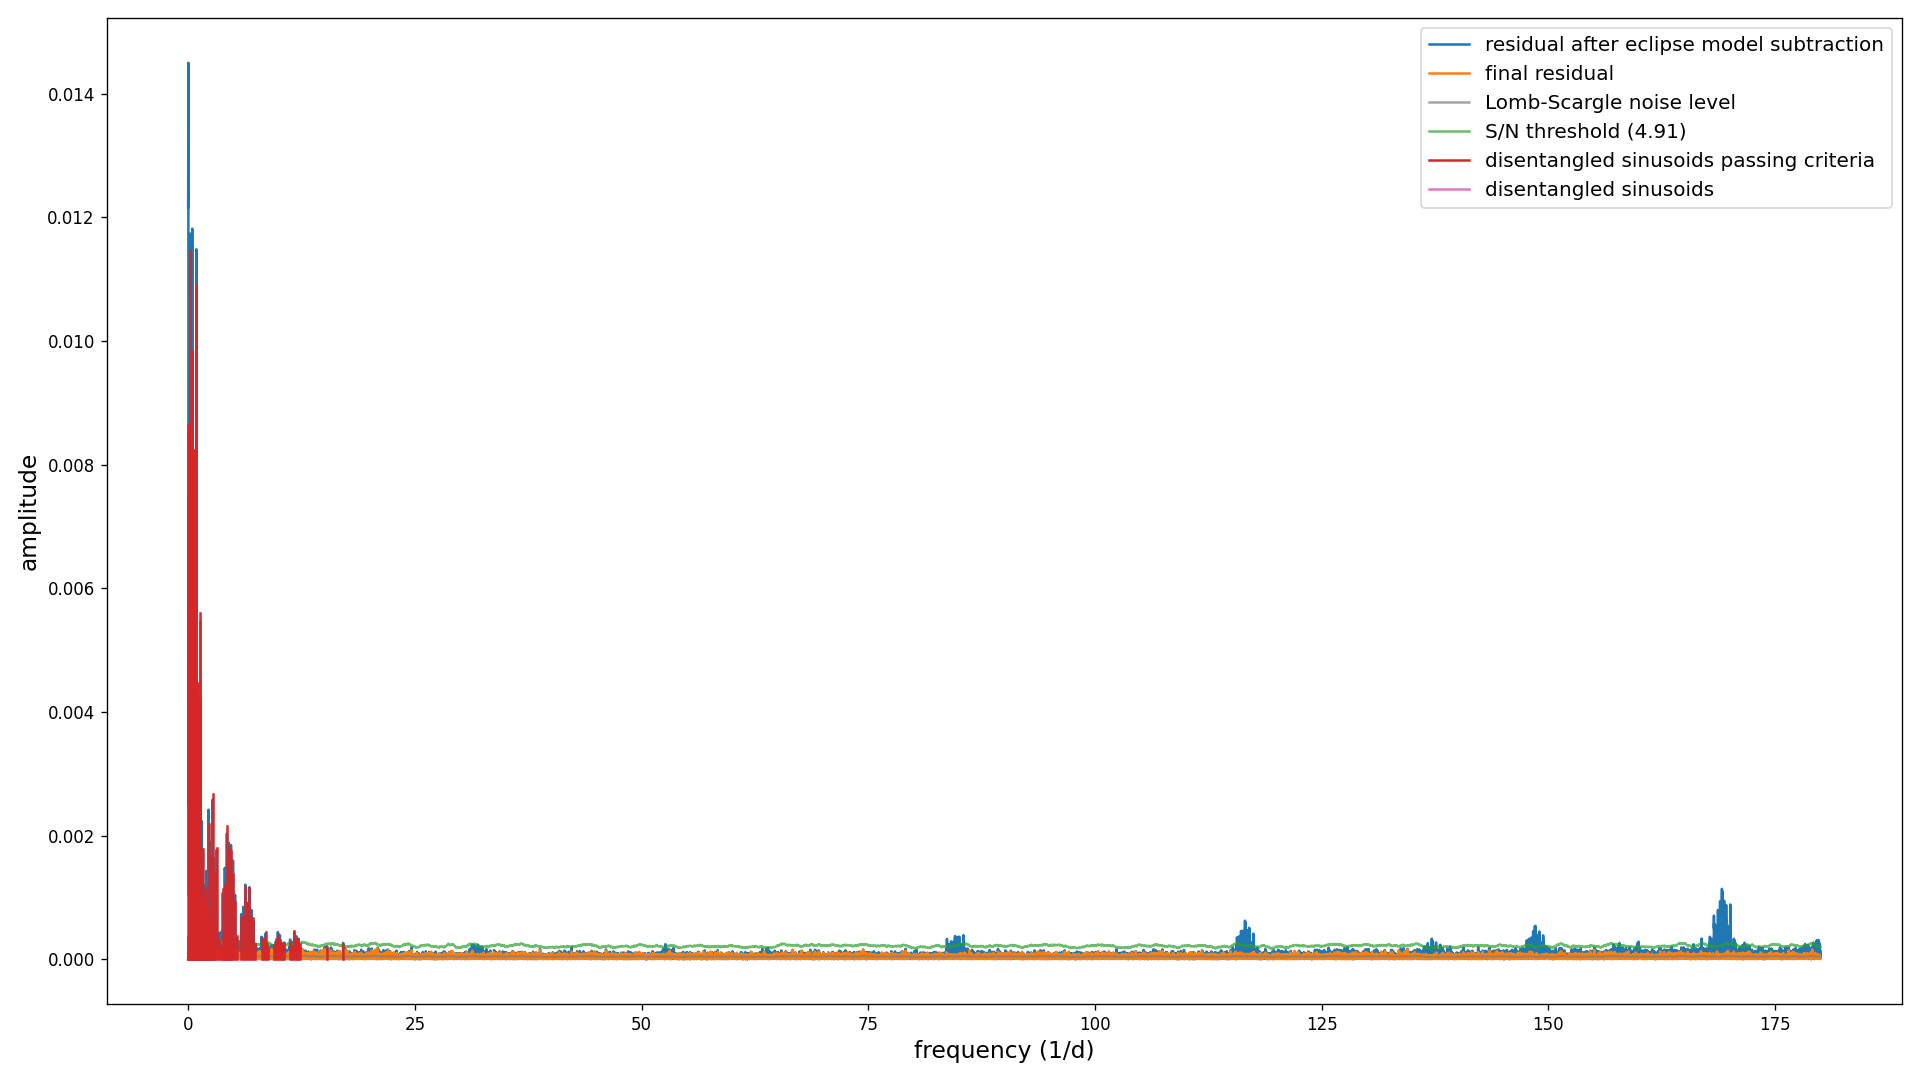 residual after eclipse model subtraction
final residual
Lomb-Scargle noise level
S/N threshold (4.91)
disentangled sinusoids passing criteria
disentangled sinusoids
0.014
0.012
0.010
0.008
0.006
0.004
0.002
0.000
amplitude
0 25 50 75 100 125 150 175
frequency (1/d)